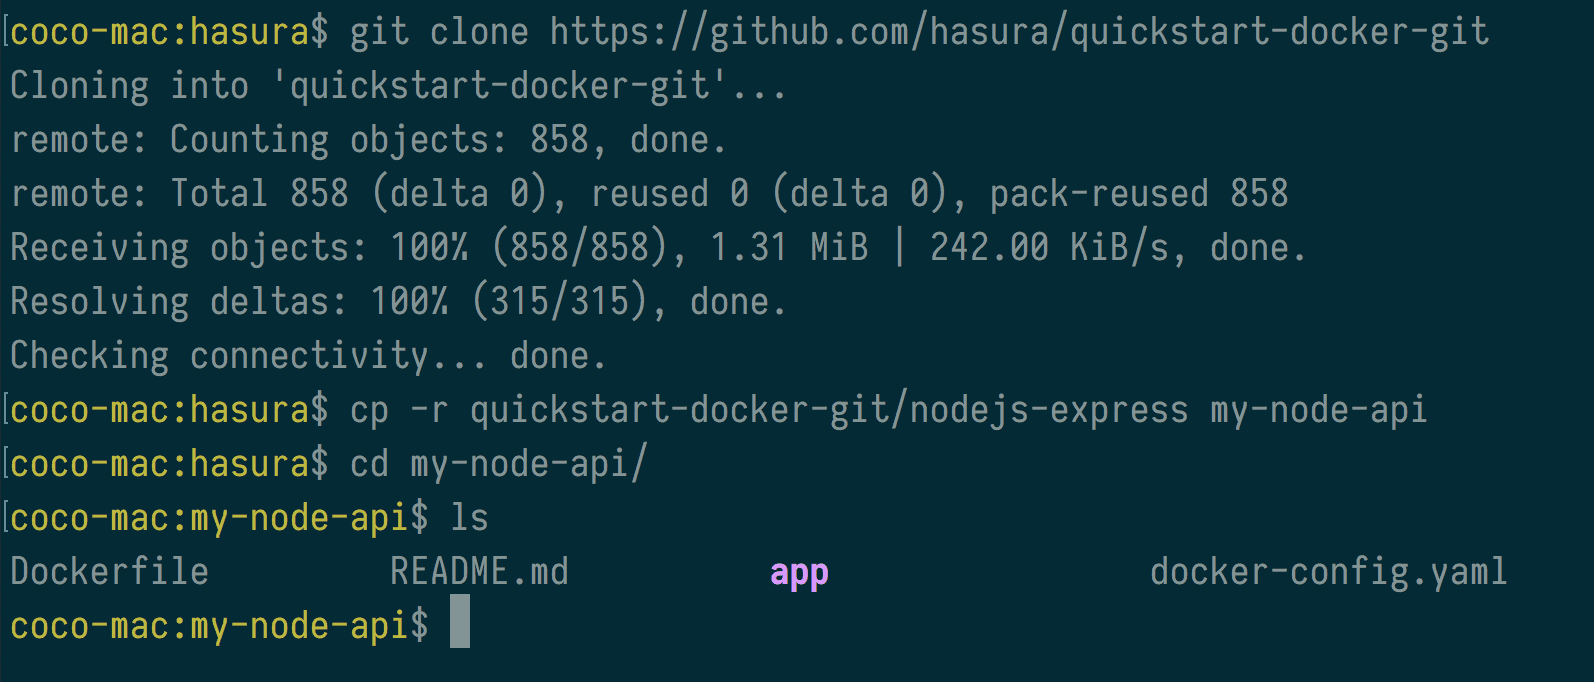 [coco-mac:hasura$ git clone https://github.com/hasura/quickstart-docker-git
Cloning into 'quickstart-docker-git'...
remote: Counting objects: 858, done.
remote: Total 858 (delta 0), reused 0 (delta 0), pack-reused 858
Receiving objects: 100% (858/858), 1.31 MiB | 242.00 KiB/s, done.
Resolving deltas: 100% (315/315), done.
Checking connectivity... done.
[coco-mac:hasura$ cp -r quickstart-docker-git/nodejs-express my-node-api
[coco-mac:hasura$ cd my-node-api/
[coco-mac:my-node-api$ ls
Dockerfile README.md app docker-config.yaml
coco-mac:my-node-api$